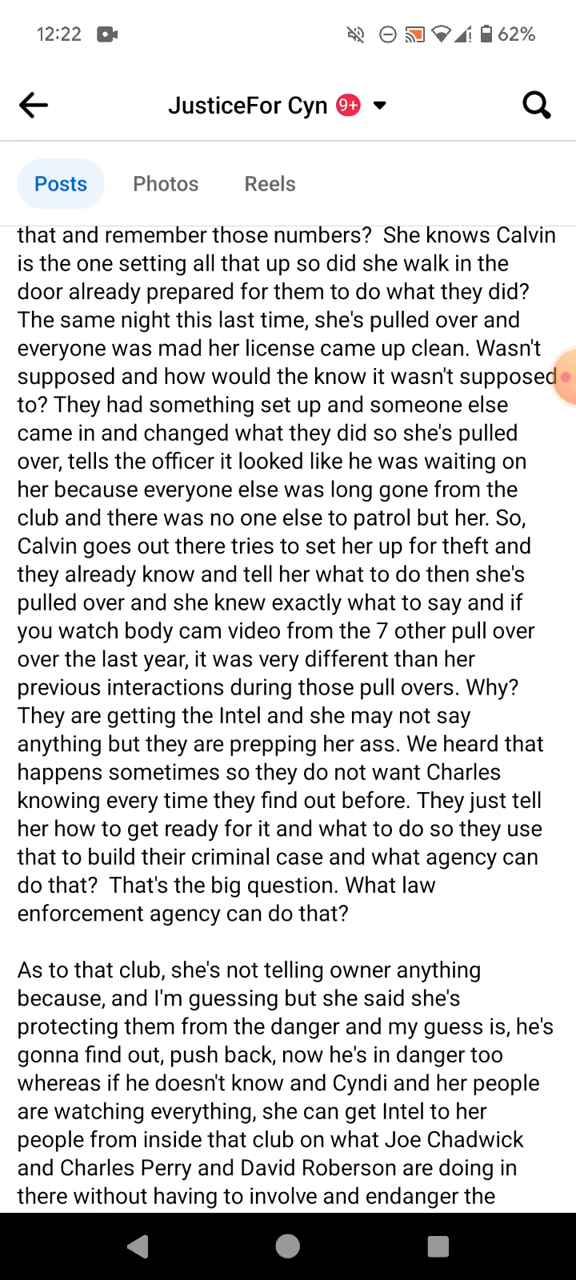 12:22
62%
JusticeFor Cyn 9+
Posts
Photos
Reels
that and remember those numbers?  She knows Calvin
is the one setting all that up so did she walk in the
door already prepared for them to do what they did?
The same night this last time, she's pulled over and
everyone was mad her license came up clean. Wasn't
supposed and how would the know it wasn't supposed
to? They had something set up and someone else
came in and changed what they did so she's pulled
over, tells the officer it looked like he was waiting on
her because everyone else was long gone from the
club and there was no one else to patrol but her. So,
Calvin goes out there tries to set her up for theft and
they already know and tell her what to do then she's
pulled over and she knew exactly what to say and if
you watch body cam video from the 7 other pull over
over the last year, it was very different than her
previous interactions during those pull overs. Why?
They are getting the Intel and she may not say
anything but they are prepping her ass. We heard that
happens sometimes so they do not want Charles
knowing every time they find out before. They just tell
her how to get ready for it and what to do so they use
that to build their criminal case and what agency can
do that?  That's the big question. What law
enforcement agency can do that?
As to that club, she's not telling owner anything
because, and I'm guessing but she said she's
protecting them from the danger and my guess is, he's
gonna find out, push back, now he's in danger too
whereas if he doesn't know and Cyndi and her people
are watching everything, she can get Intel to her
people from inside that club on what Joe Chadwick
and Charles Perry and David Roberson are doing in
there without having to involve and endanger the